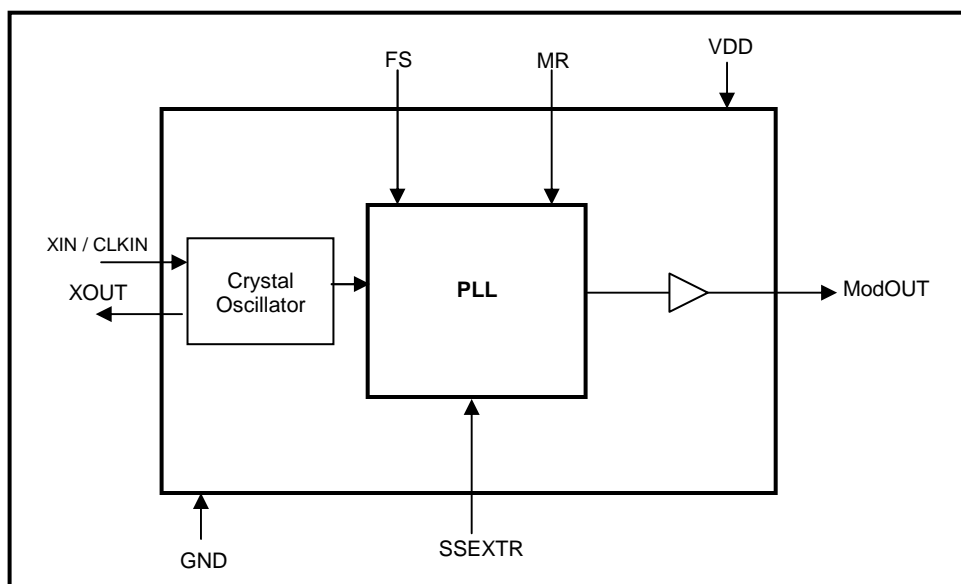 VDD
FS
MR
XIN / CLKIN
XOUT
Crystal
Oscillator
PLL
ModOUT
SSEXTR
GND